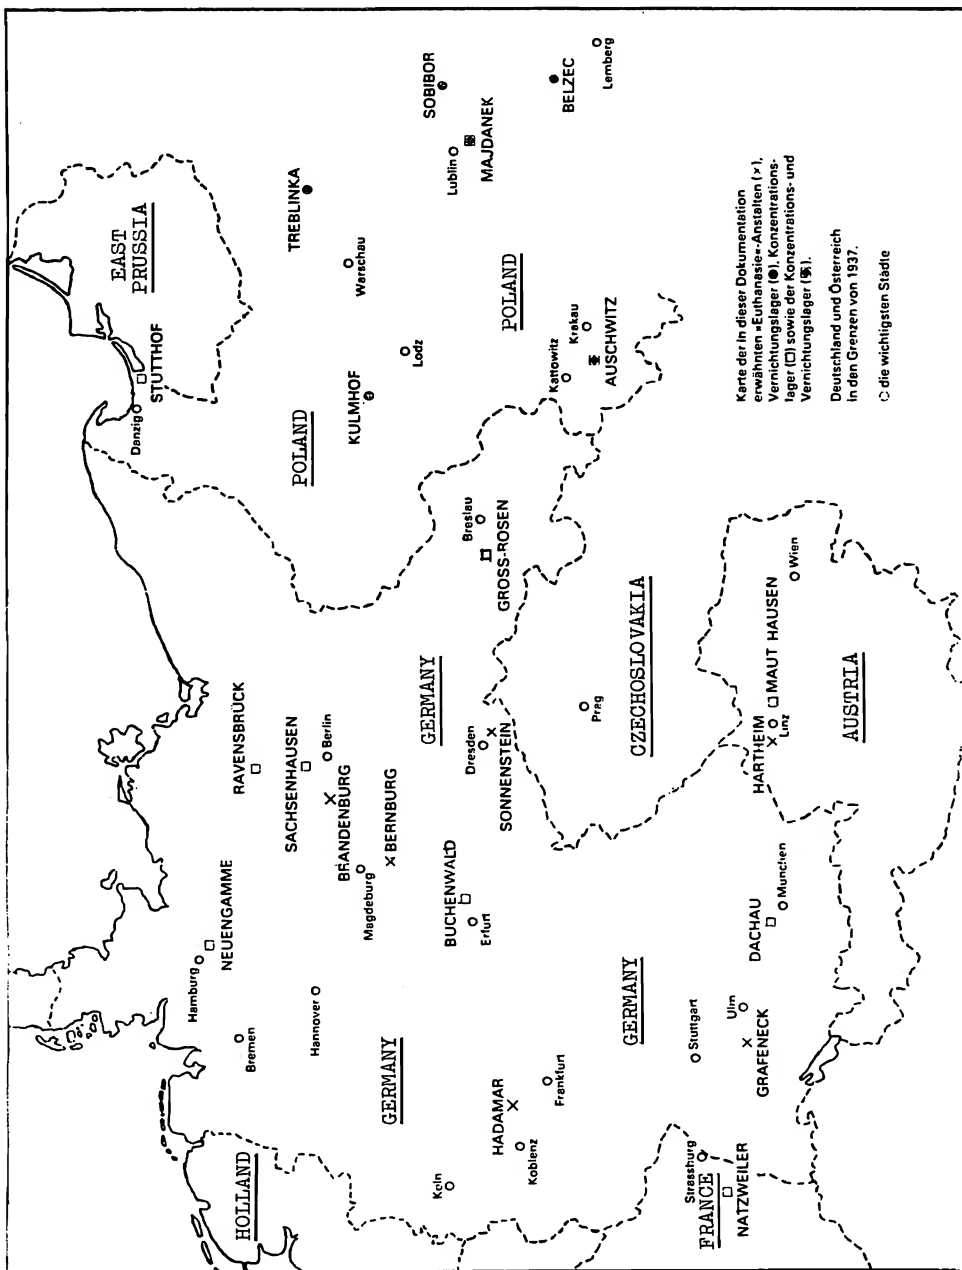 EAST
PRUSSIA
STUTTHOF
Danzig
TREBLINKA
Warschau
SOBIBOR
Lublin
MAJDANEK
BELZEC
Lemberg
POLAND
KULMHOF
Lodz
POLAND
Kattowitz
Krakau
AUSCHWITZ
Breslau
GROSS-ROSEN
RAVENSBRÜCK
SACHSENHAUSEN
Berlin
BRANDENBURG
Magdeburg
BERNBURG
GERMANY
Dresden
SONNENSTEIN
CZECHOSLOVAKIA
Prag
Wien
MAUT HAUSEN
HARTHEIM
Linz
AUSTRIA
Hamburg
NEUENGAMME
Bremen
Hannover
BUCHENWALD
Erfurt
GERMANY
GERMANY
DACHAU
Munchen
Stuttgart
Ulm
GRAFENECK
HADAMAR
Frankfurt
Koblenz
Koln
HOLLAND
Strassburg
FRANCE
NATZWEILER
Karte der in dieser Dokumentation
erwähnten »Euthanasie«-Anstalten (×),
Vernichtungslager (●), Konzentrations-
lager (□) sowie der Konzentrations- und
Vernichtungslager (▣).
Deutschland und Österreich
in den Grenzen von 1937.
○ die wichtigsten Städte